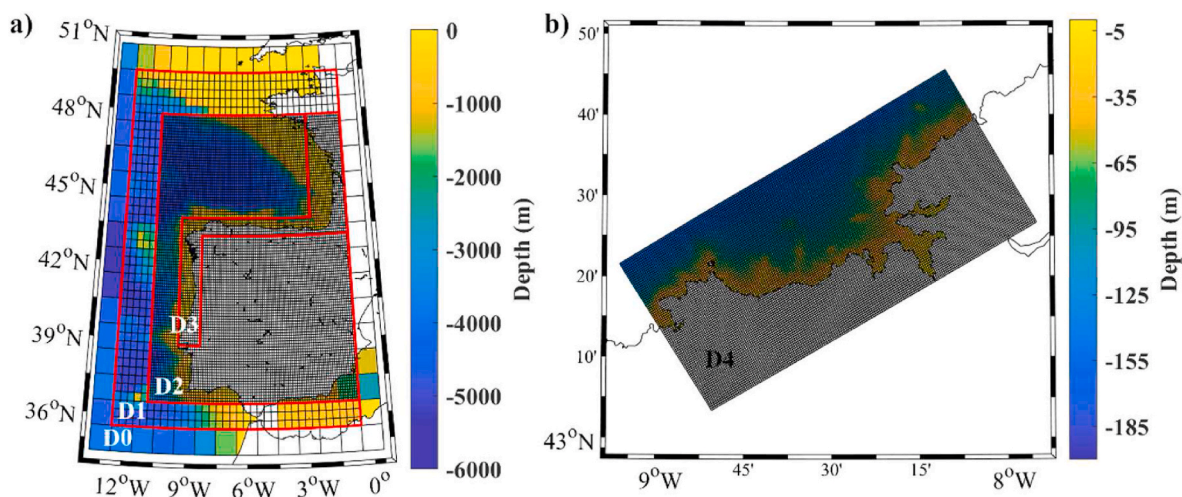 a)
51°N
48°N
45°N
42°N
39°N
36°N
12°W 9°W 6°W 3°W 0°
D3
D2
D1
D0
0
-1000
-2000
-3000
-4000
-5000
-6000
Depth (m)
b)
50'
40'
30'
20'
10'
43°N
9°W 45' 30' 15' 8°W
D4
-5
-35
-65
-95
-125
-155
-185
Depth (m)